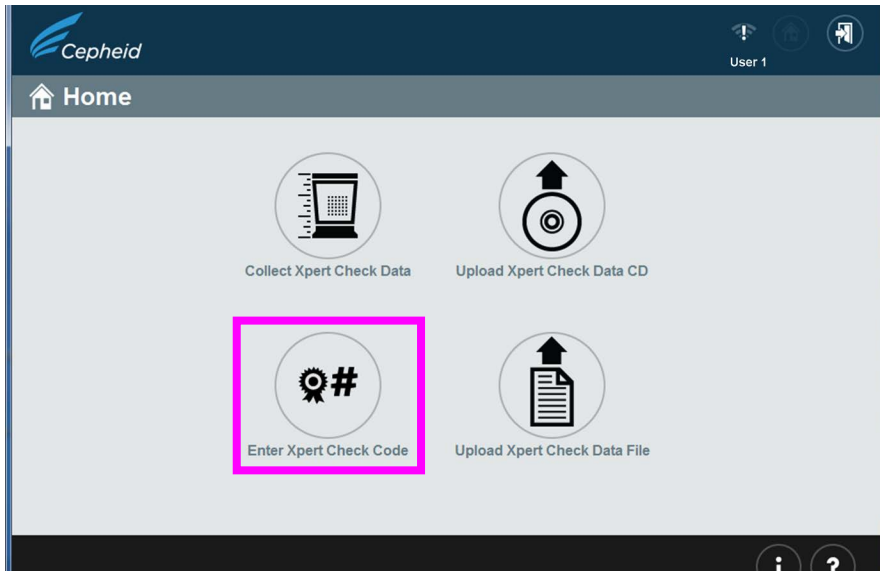 Cepheid
User 1
Home
Collect Xpert Check Data
Upload Xpert Check Data CD
#
Enter Xpert Check Code
Upload Xpert Check Data File
i
?